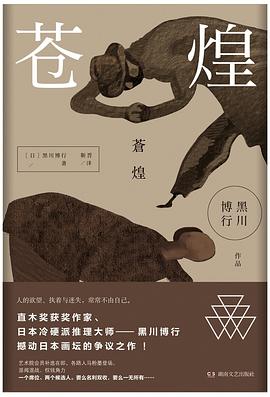 苍煌
蒼煌
[日]黑川博行 著
靳晋 译
黑川
博行
作品
人的欲望、执着与迷失，常常不由自己。
直木奖获奖作家、
日本冷硬派推理大师——黑川博行
撼动日本画坛的争议之作！
艺术院会员补选在即，各路人马粉墨登场，
派阀混战，权钱角力
一个席位，两个候选人，要么名利双收，要么一无所有……
湖南文艺出版社